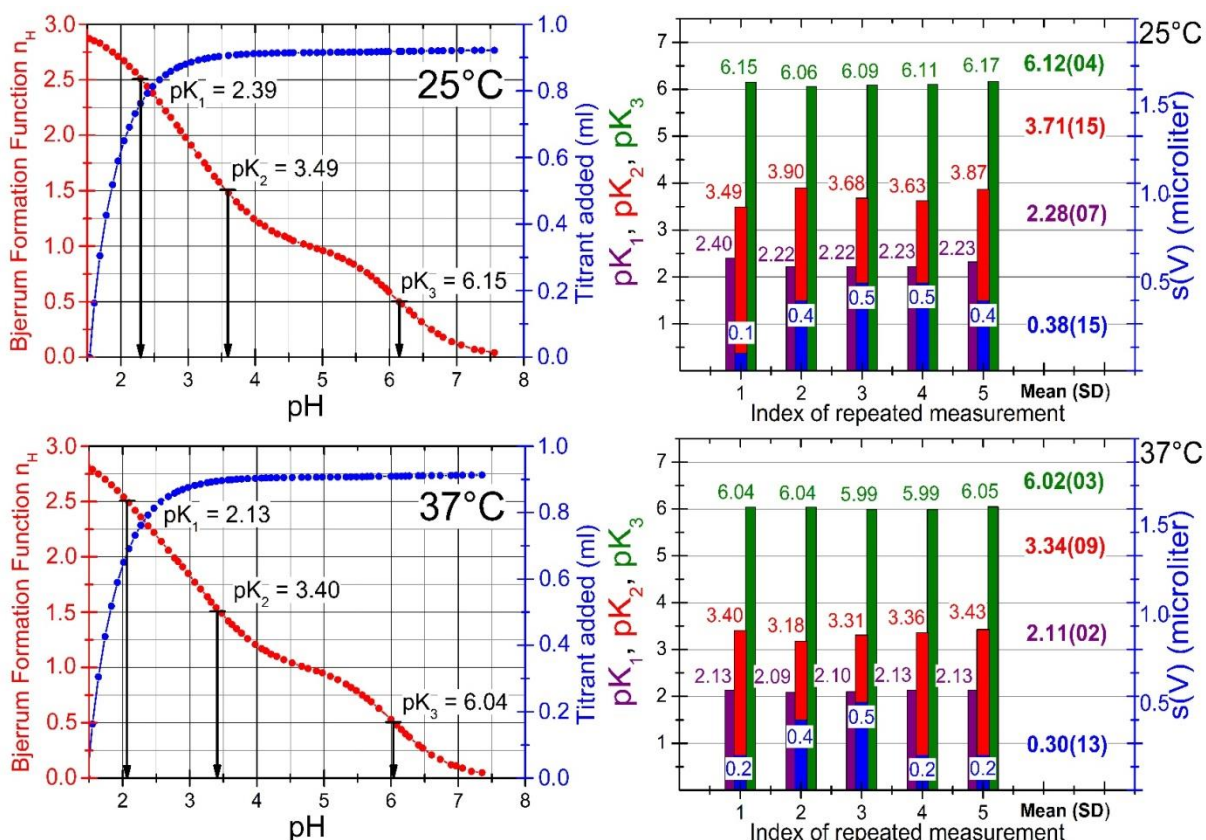 Bjerrum Formation Function n_H
3.0
2.5
2.0
1.5
1.0
0.5
0.0
25°C
pK₁ = 2.39
pK₂ = 3.49
pK₃ = 6.15
1.0
0.8
0.6
0.4
0.2
0.0
Titrant added (ml)
2 3 4 5 6 7 8
pH
pK₁, pK₂, pK₃
7
6
5
4
3
2
1
25°C
6.15 6.06 6.09 6.11 6.17 6.12(04)
3.49 3.90 3.68 3.63 3.87 3.71(15)
2.40 2.22 2.22 2.23 2.23 2.28(07)
0.1 0.4 0.5 0.5 0.4 0.38(15)
1.5
1.0
0.5
s(V) (microliter)
1 2 3 4 5 Mean (SD)
Index of repeated measurement
Bjerrum Formation Function n_H
3.0
2.5
2.0
1.5
1.0
0.5
0.0
37°C
pK₁ = 2.13
pK₂ = 3.40
pK₃ = 6.04
1.0
0.8
0.6
0.4
0.2
0.0
Titrant added (ml)
2 3 4 5 6 7 8
pH
pK₁, pK₂, pK₃
7
6
5
4
3
2
1
37°C
6.04 6.04 5.99 5.99 6.05 6.02(03)
3.40 3.18 3.31 3.36 3.43 3.34(09)
2.13 2.09 2.10 2.13 2.13 2.11(02)
0.2 0.4 0.5 0.2 0.2 0.30(13)
1.5
1.0
0.5
s(V) (microliter)
1 2 3 4 5 Mean (SD)
Index of repeated measurement